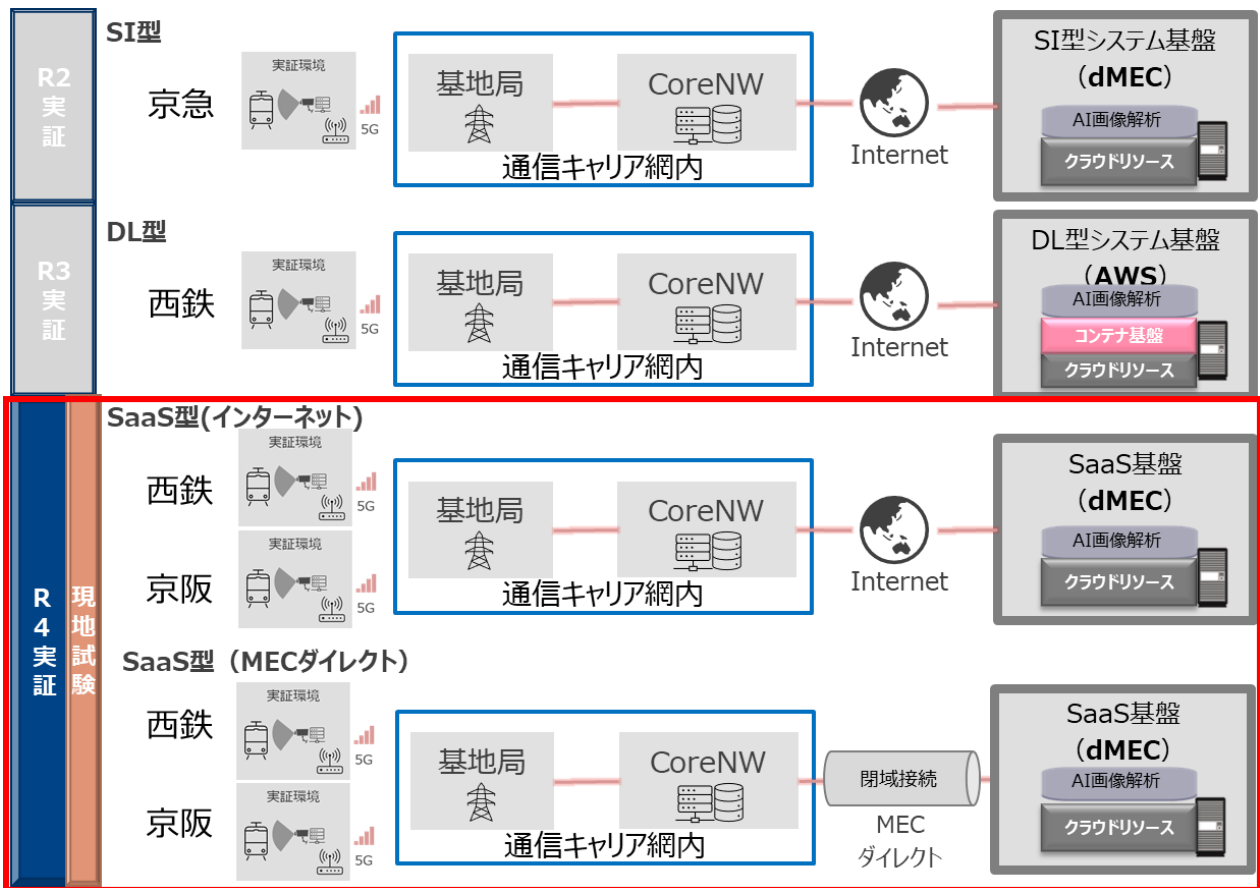 R2
実
証
SI型
京急
実証環境
5G
基地局
CoreNW
通信キャリア網内
Internet
SI型システム基盤
（dMEC）
AI画像解析
クラウドリソース
R3
実
証
DL型
西鉄
実証環境
5G
基地局
CoreNW
通信キャリア網内
Internet
DL型システム基盤
（AWS）
AI画像解析
コンテナ基盤
クラウドリソース
R
4
実
証
現
地
試
験
SaaS型(インターネット)
西鉄
実証環境
5G
京阪
実証環境
5G
基地局
CoreNW
通信キャリア網内
Internet
SaaS基盤
（dMEC）
AI画像解析
クラウドリソース
SaaS型（MECダイレクト）
西鉄
実証環境
5G
京阪
実証環境
5G
基地局
CoreNW
通信キャリア網内
閉域接続
MEC
ダイレクト
SaaS基盤
（dMEC）
AI画像解析
クラウドリソース